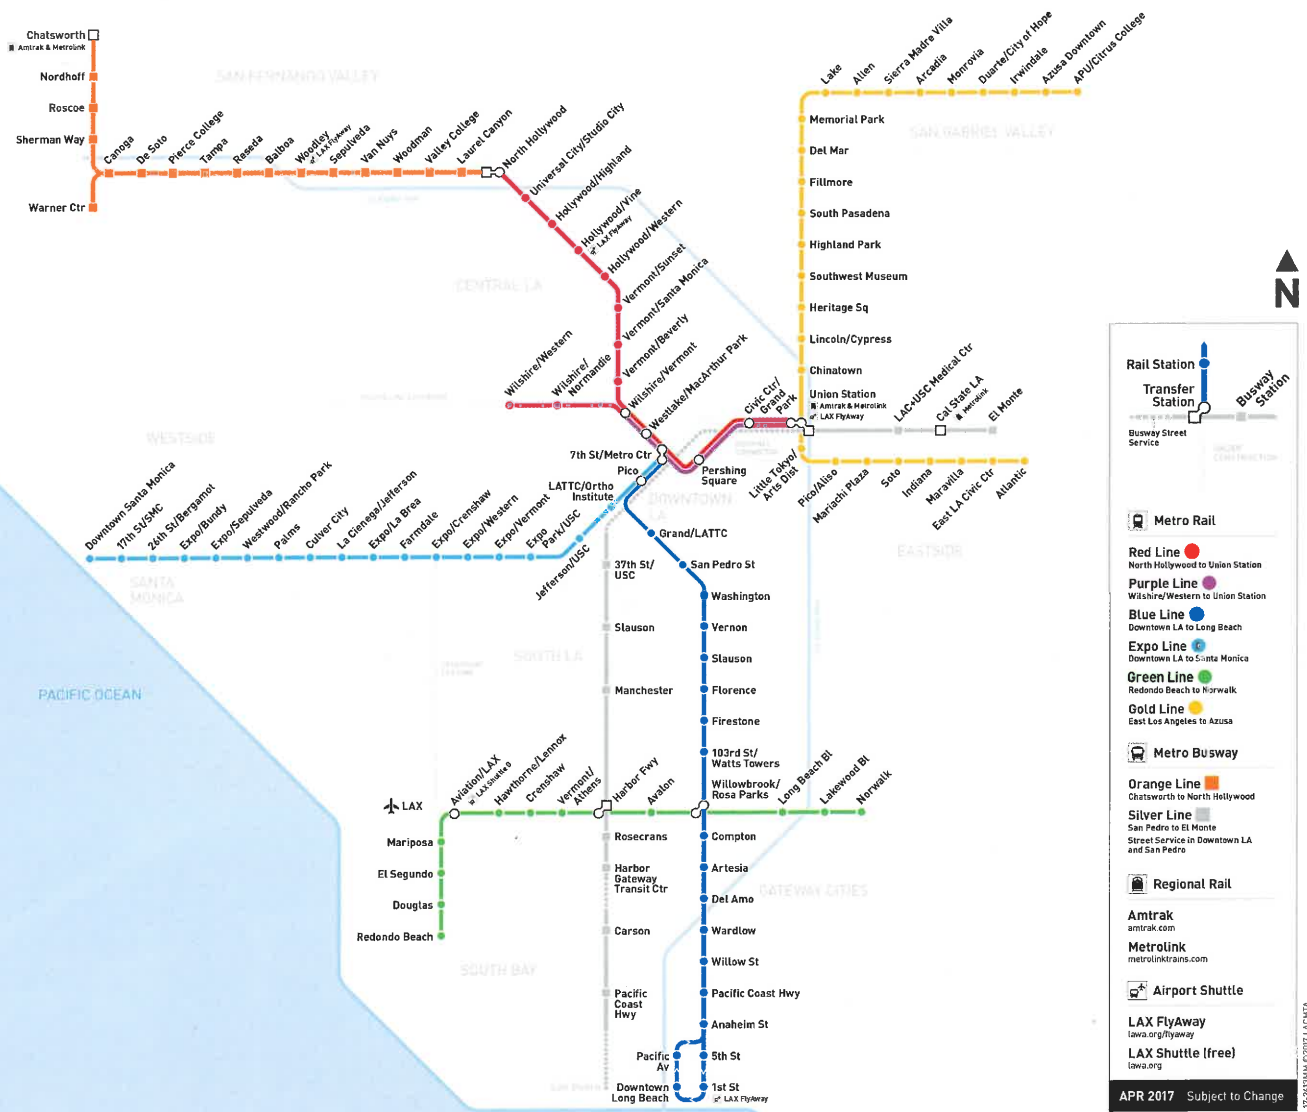 Chatsworth
Amtrak & Metrolink
Nordhoff
Roscoe
Sherman Way
Warner Ctr
Canoga
De Soto
Pierce College
Tampa
Reseda
Balboa
Woodley
LAX FlyAway
Sepulveda
Van Nuys
Woodman
Valley College
Laurel Canyon
North Hollywood
Universal City/Studio City
Hollywood/Highland
Hollywood/Vine
LAX FlyAway
Hollywood/Western
Vermont/Sunset
Vermont/Santa Monica
Vermont/Beverly
Wilshire/Vermont
Westlake/MacArthur Park
Wilshire/Western
Wilshire/
Normandie
Civic Ctr/
Grand
Park
Pershing
Square
7th St/Metro Ctr
Pico
LATTC/Ortho
Institute
SAN FERNANDO VALLEY
CENTRAL LA
WESTSIDE
SAN GABRIEL VALLEY
DOWNTOWN
LA
EASTSIDE
SANTA
MONICA
SOUTH LA
GATEWAY CITIES
SOUTH BAY
PACIFIC OCEAN
Lake
Allen
Sierra Madre Villa
Arcadia
Monrovia
Duarte/City of Hope
Irwindale
Azusa Downtown
APU/Citrus College
Memorial Park
Del Mar
Fillmore
South Pasadena
Highland Park
Southwest Museum
Heritage Sq
Lincoln/Cypress
Chinatown
Union Station
Amtrak & Metrolink
LAX FlyAway
LAC+USC Medical Ctr
Cal State LA
Metrolink
El Monte
Little Tokyo/
Arts Dist
Pico/Aliso
Mariachi Plaza
Soto
Indiana
Maravilla
East LA Civic Ctr
Atlantic
Downtown Santa Monica
17th St/SMC
26th St/Bergamot
Expo/Bundy
Expo/Sepulveda
Westwood/Rancho Park
Palms
Culver City
La Cienega/Jefferson
Expo/La Brea
Farmdale
Expo/Crenshaw
Expo/Western
Expo/Vermont
Expo
Park/USC
Jefferson/USC
37th St/
USC
Slauson
Manchester
Harbor Fwy
Rosecrans
Harbor
Gateway
Transit Ctr
Carson
Pacific
Coast
Hwy
Grand/LATTC
San Pedro St
Washington
Vernon
Slauson
Florence
Firestone
103rd St/
Watts Towers
Willowbrook/
Rosa Parks
Compton
Artesia
Del Amo
Wardlow
Willow St
Pacific Coast Hwy
Anaheim St
5th St
1st St
LAX FlyAway
Pacific
Av
Downtown
Long Beach
LAX
Aviation/LAX
LAX Shuttle G
Hawthorne/Lennox
Crenshaw
Vermont/
Athens
Avalon
Long Beach Bl
Lakewood Bl
Norwalk
Mariposa
El Segundo
Douglas
Redondo Beach
N
Rail Station
Transfer
Station
Busway
Station
Busway Street
Service
UNDER
CONSTRUCTION
Metro Rail
Red Line
North Hollywood to Union Station
Purple Line
Wilshire/Western to Union Station
Blue Line
Downtown LA to Long Beach
Expo Line
Downtown LA to Santa Monica
Green Line
Redondo Beach to Norwalk
Gold Line
East Los Angeles to Azusa
Metro Busway
Orange Line
Chatsworth to North Hollywood
Silver Line
San Pedro to El Monte
Street Service in Downtown LA
and San Pedro
Regional Rail
Amtrak
amtrak.com
Metrolink
metrolinktrains.com
Airport Shuttle
LAX FlyAway
lawa.org/flyaway
LAX Shuttle (free)
lawa.org
APR 2017 Subject to Change